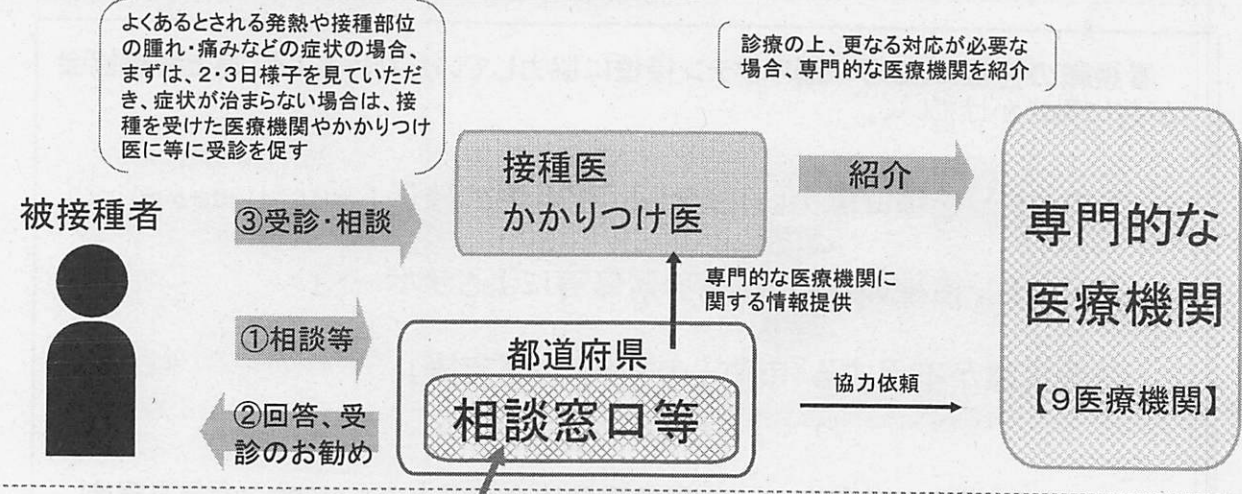 よくあるとされる発熱や接種部位
の腫れ・痛みなどの症状の場合、
まずは、2・3日様子を見ていただ
き、症状が治まらない場合は、接
種を受けた医療機関やかかりつけ
医に等に受診を促す
診療の上、更なる対応が必要な
場合、専門的な医療機関を紹介
被接種者
③受診・相談
接種医
かかりつけ医
紹介
専門的な
医療機関
【9医療機関】
専門的な医療機関に
関する情報提供
①相談等
都道府県
相談窓口等
協力依頼
②回答、受
診のお勧め